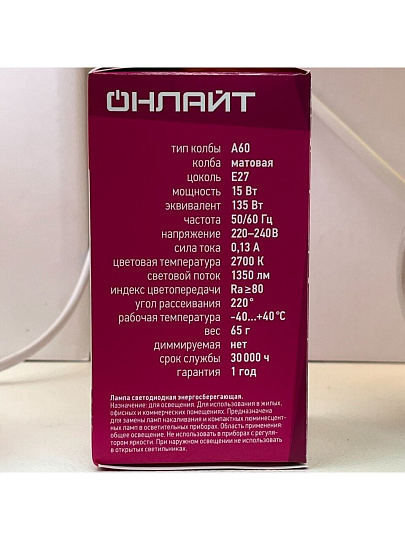 ОНЛАЙТ
тип колбы A60
колба матовая
цоколь E27
мощность 15 Вт
эквивалент 135 Вт
частота 50/60 Гц
напряжение 220–240В
сила тока 0,13 А
цветовая температура 2700 К
световой поток 1350 лм
индекс цветопередачи Ra≥80
угол рассеивания 220°
рабочая температура -40...+40°C
вес 65 г
диммируемая нет
срок службы 30 000 ч
гарантия 1 год
Лампа светодиодная энергосберегающая.
Назначение: для освещения. Для использования в жилых,
офисных и коммерческих помещениях. Предназначена
для замены ламп накаливания и компактных люминесцент-
ных ламп в осветительных приборах. Область применения:
общее освещение. Не использовать в приборах с регуля-
тором яркости. При наружном освещении не использовать
в открытых светильниках.